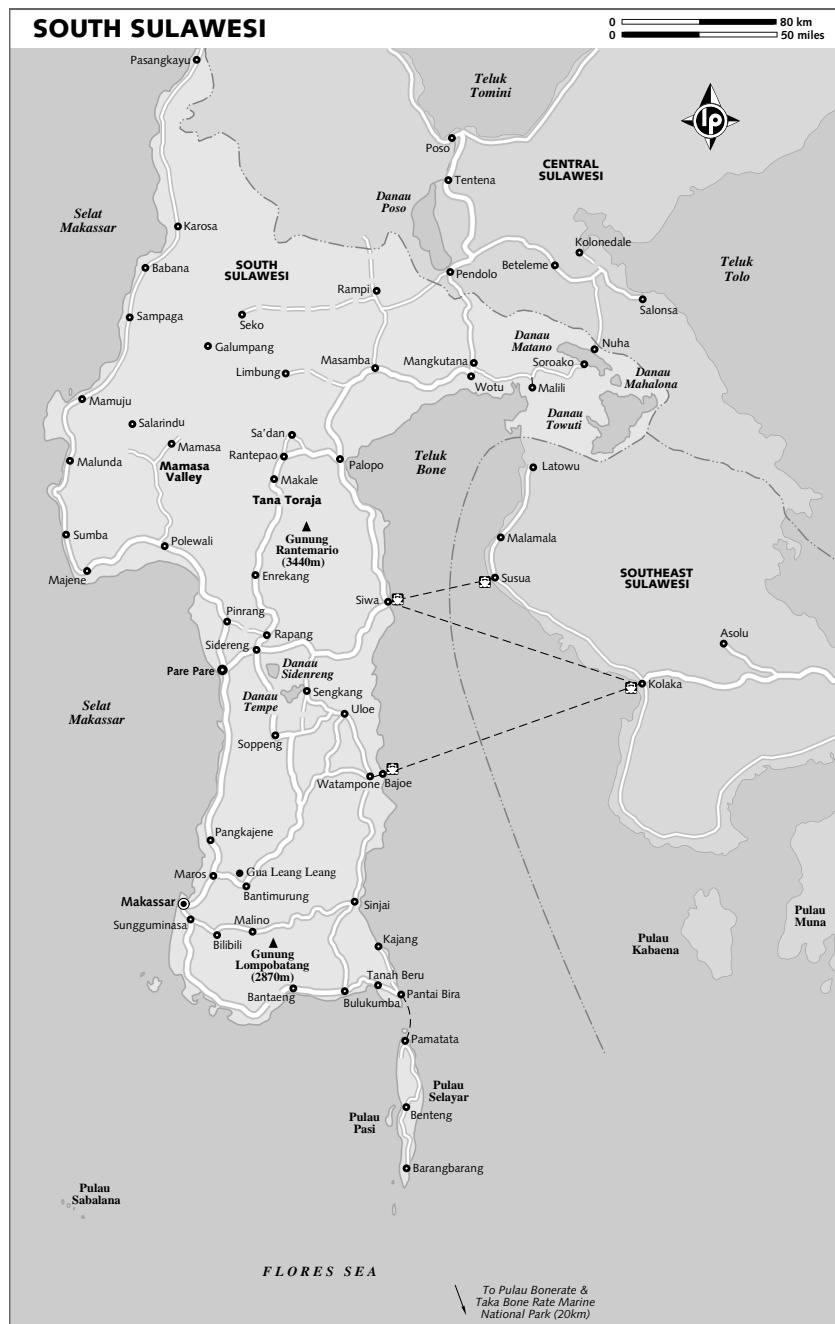 SOUTH SULAWESI
0 80 km
0 50 miles
Pasangkayu
Teluk
Tomini
lp
Poso
CENTRAL
SULAWESI
Tentena
Danau
Poso
Selat
Makassar
Karosa
Kolonedale
SOUTH
SULAWESI
Babana
Pendolo
Beteleme
Teluk
Tolo
Rampi
Salonsa
Seko
Sampaga
Galumpang
Danau
Matano
Nuha
Masamba
Mangkutana
Soroako
Limbung
Wotu
Malili
Danau
Mahalona
Mamuju
Danau
Towuti
Salarindu
Sa'dan
Mamasa
Rantepao
Palopo
Teluk
Bone
Malunda
Mamasa
Valley
Latowu
Makale
Tana Toraja
Gunung
Rantemario
(3440m)
Sumba
Polewali
Malamala
Majene
Enrekang
Susua
SOUTHEAST
SULAWESI
Siwa
Pinrang
Rapang
Asolu
Sidereng
Pare Pare
Danau
Sidenreng
Kolaka
Sengkang
Danau
Tempe
Selat
Makassar
Uloe
Soppeng
Watampone
Bajoe
Pangkajene
Maros
Gua Leang Leang
Bantimurung
Makassar
Sinjai
Sungguminasa
Malino
Bilibili
Pulau
Muna
Pulau
Kabaena
Kajang
Gunung
Lompobatang
(2870m)
Tanah Beru
Bantaeng
Bulukumba
Pantai Bira
Pamatata
Pulau
Selayar
Pulau
Pasi
Benteng
Barangbarang
Pulau
Sabalana
FLORES SEA
To Pulau Bonerate &
Taka Bone Rate Marine
National Park (20km)